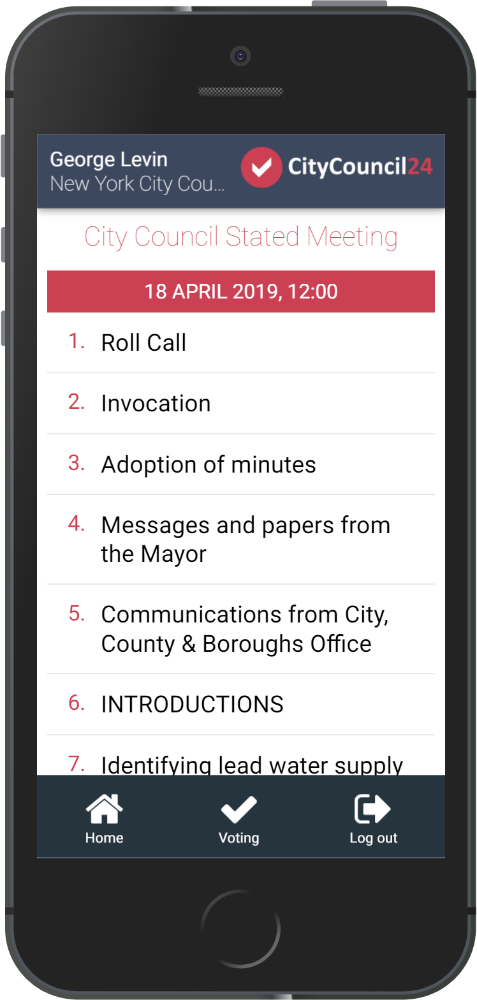 George Levin
New York City Cou...
CityCouncil24
City Council Stated Meeting
18 APRIL 2019, 12:00
1. Roll Call
2. Invocation
3. Adoption of minutes
4. Messages and papers from
the Mayor
5. Communications from City,
County & Boroughs Office
6. INTRODUCTIONS
7. Identifying lead water supply
Home
Voting
Log out